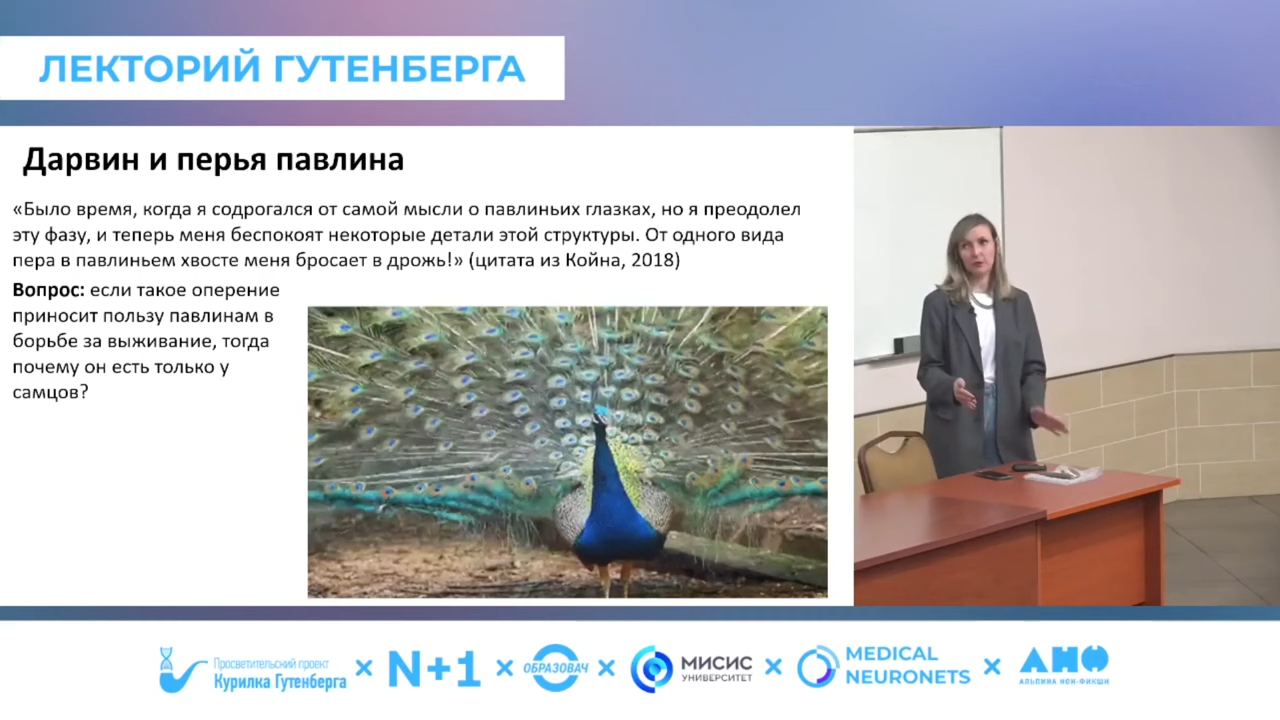 ЛЕКТОРИЙ ГУТЕНБЕРГА
Дарвин и перья павлина
«Было время, когда я содрогался от самой мысли о павлиньих глазках, но я преодолел
эту фазу, и теперь меня беспокоят некоторые детали этой структуры. От одного вида
пера в павлиньем хвосте меня бросает в дрожь!» (цитата из Койна, 2018)
Вопрос: если такое оперение
приносит пользу павлинам в
борьбе за выживание, тогда
почему он есть только у
самцов?
Просветительский проект
Курилка Гутенберга
× N+1 × ОБРАЗОВАЧ ×
МИСИС
УНИВЕРСИТЕТ
×
MEDICAL
NEURONETS
×
АНФ
АЛЬПИНА НОН-ФИКШН